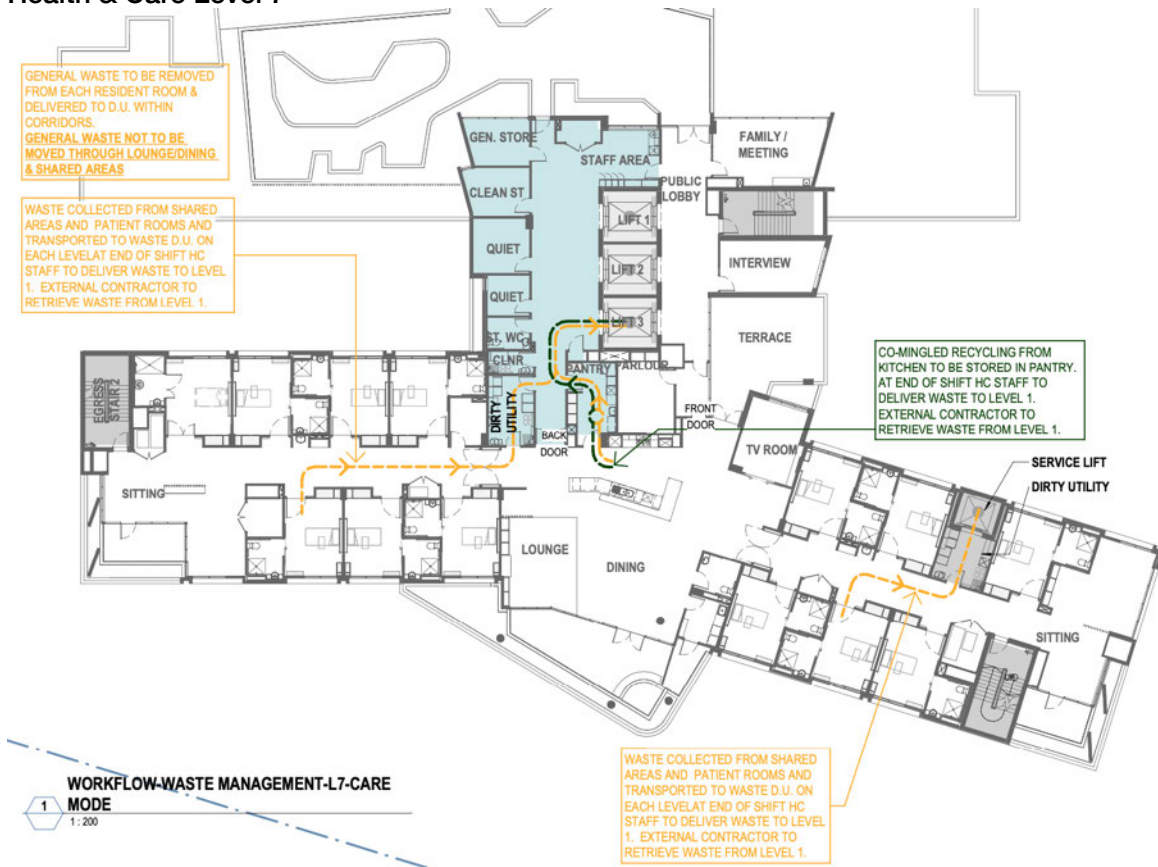 Health & Care Level 7
GENERAL WASTE TO BE REMOVED
FROM EACH RESIDENT ROOM &
DELIVERED TO D.U. WITHIN
CORRIDORS.
GENERAL WASTE NOT TO BE
MOVED THROUGH LOUNGE/DINING
& SHARED AREAS
WASTE COLLECTED FROM SHARED
AREAS AND PATIENT ROOMS AND
TRANSPORTED TO WASTE D.U. ON
EACH LEVELAT END OF SHIFT HC
STAFF TO DELIVER WASTE TO LEVEL
1. EXTERNAL CONTRACTOR TO
RETRIEVE WASTE FROM LEVEL 1.
GEN. STORE
STAFF AREA
FAMILY /
MEETING
PUBLIC
LOBBY
CLEAN ST
LIFT 1
QUIET
LIFT 2
INTERVIEW
QUIET
LIFT 3
ST. WC
TERRACE
CLNR
PANTRY
PARLOUR
EGRESS
STAIR 2
DIRTY
UTILITY
BACK
DOOR
FRONT
DOOR
CO-MINGLED RECYCLING FROM
KITCHEN TO BE STORED IN PANTRY.
AT END OF SHIFT HC STAFF TO
DELIVER WASTE TO LEVEL 1.
EXTERNAL CONTRACTOR TO
RETRIEVE WASTE FROM LEVEL 1.
TV ROOM
SERVICE LIFT
DIRTY UTILITY
SITTING
LOUNGE
DINING
SITTING
WASTE COLLECTED FROM SHARED
AREAS AND PATIENT ROOMS AND
TRANSPORTED TO WASTE D.U. ON
EACH LEVELAT END OF SHIFT HC
STAFF TO DELIVER WASTE TO LEVEL
1. EXTERNAL CONTRACTOR TO
RETRIEVE WASTE FROM LEVEL 1.
WORKFLOW-WASTE MANAGEMENT-L7-CARE
MODE
1
1 : 200